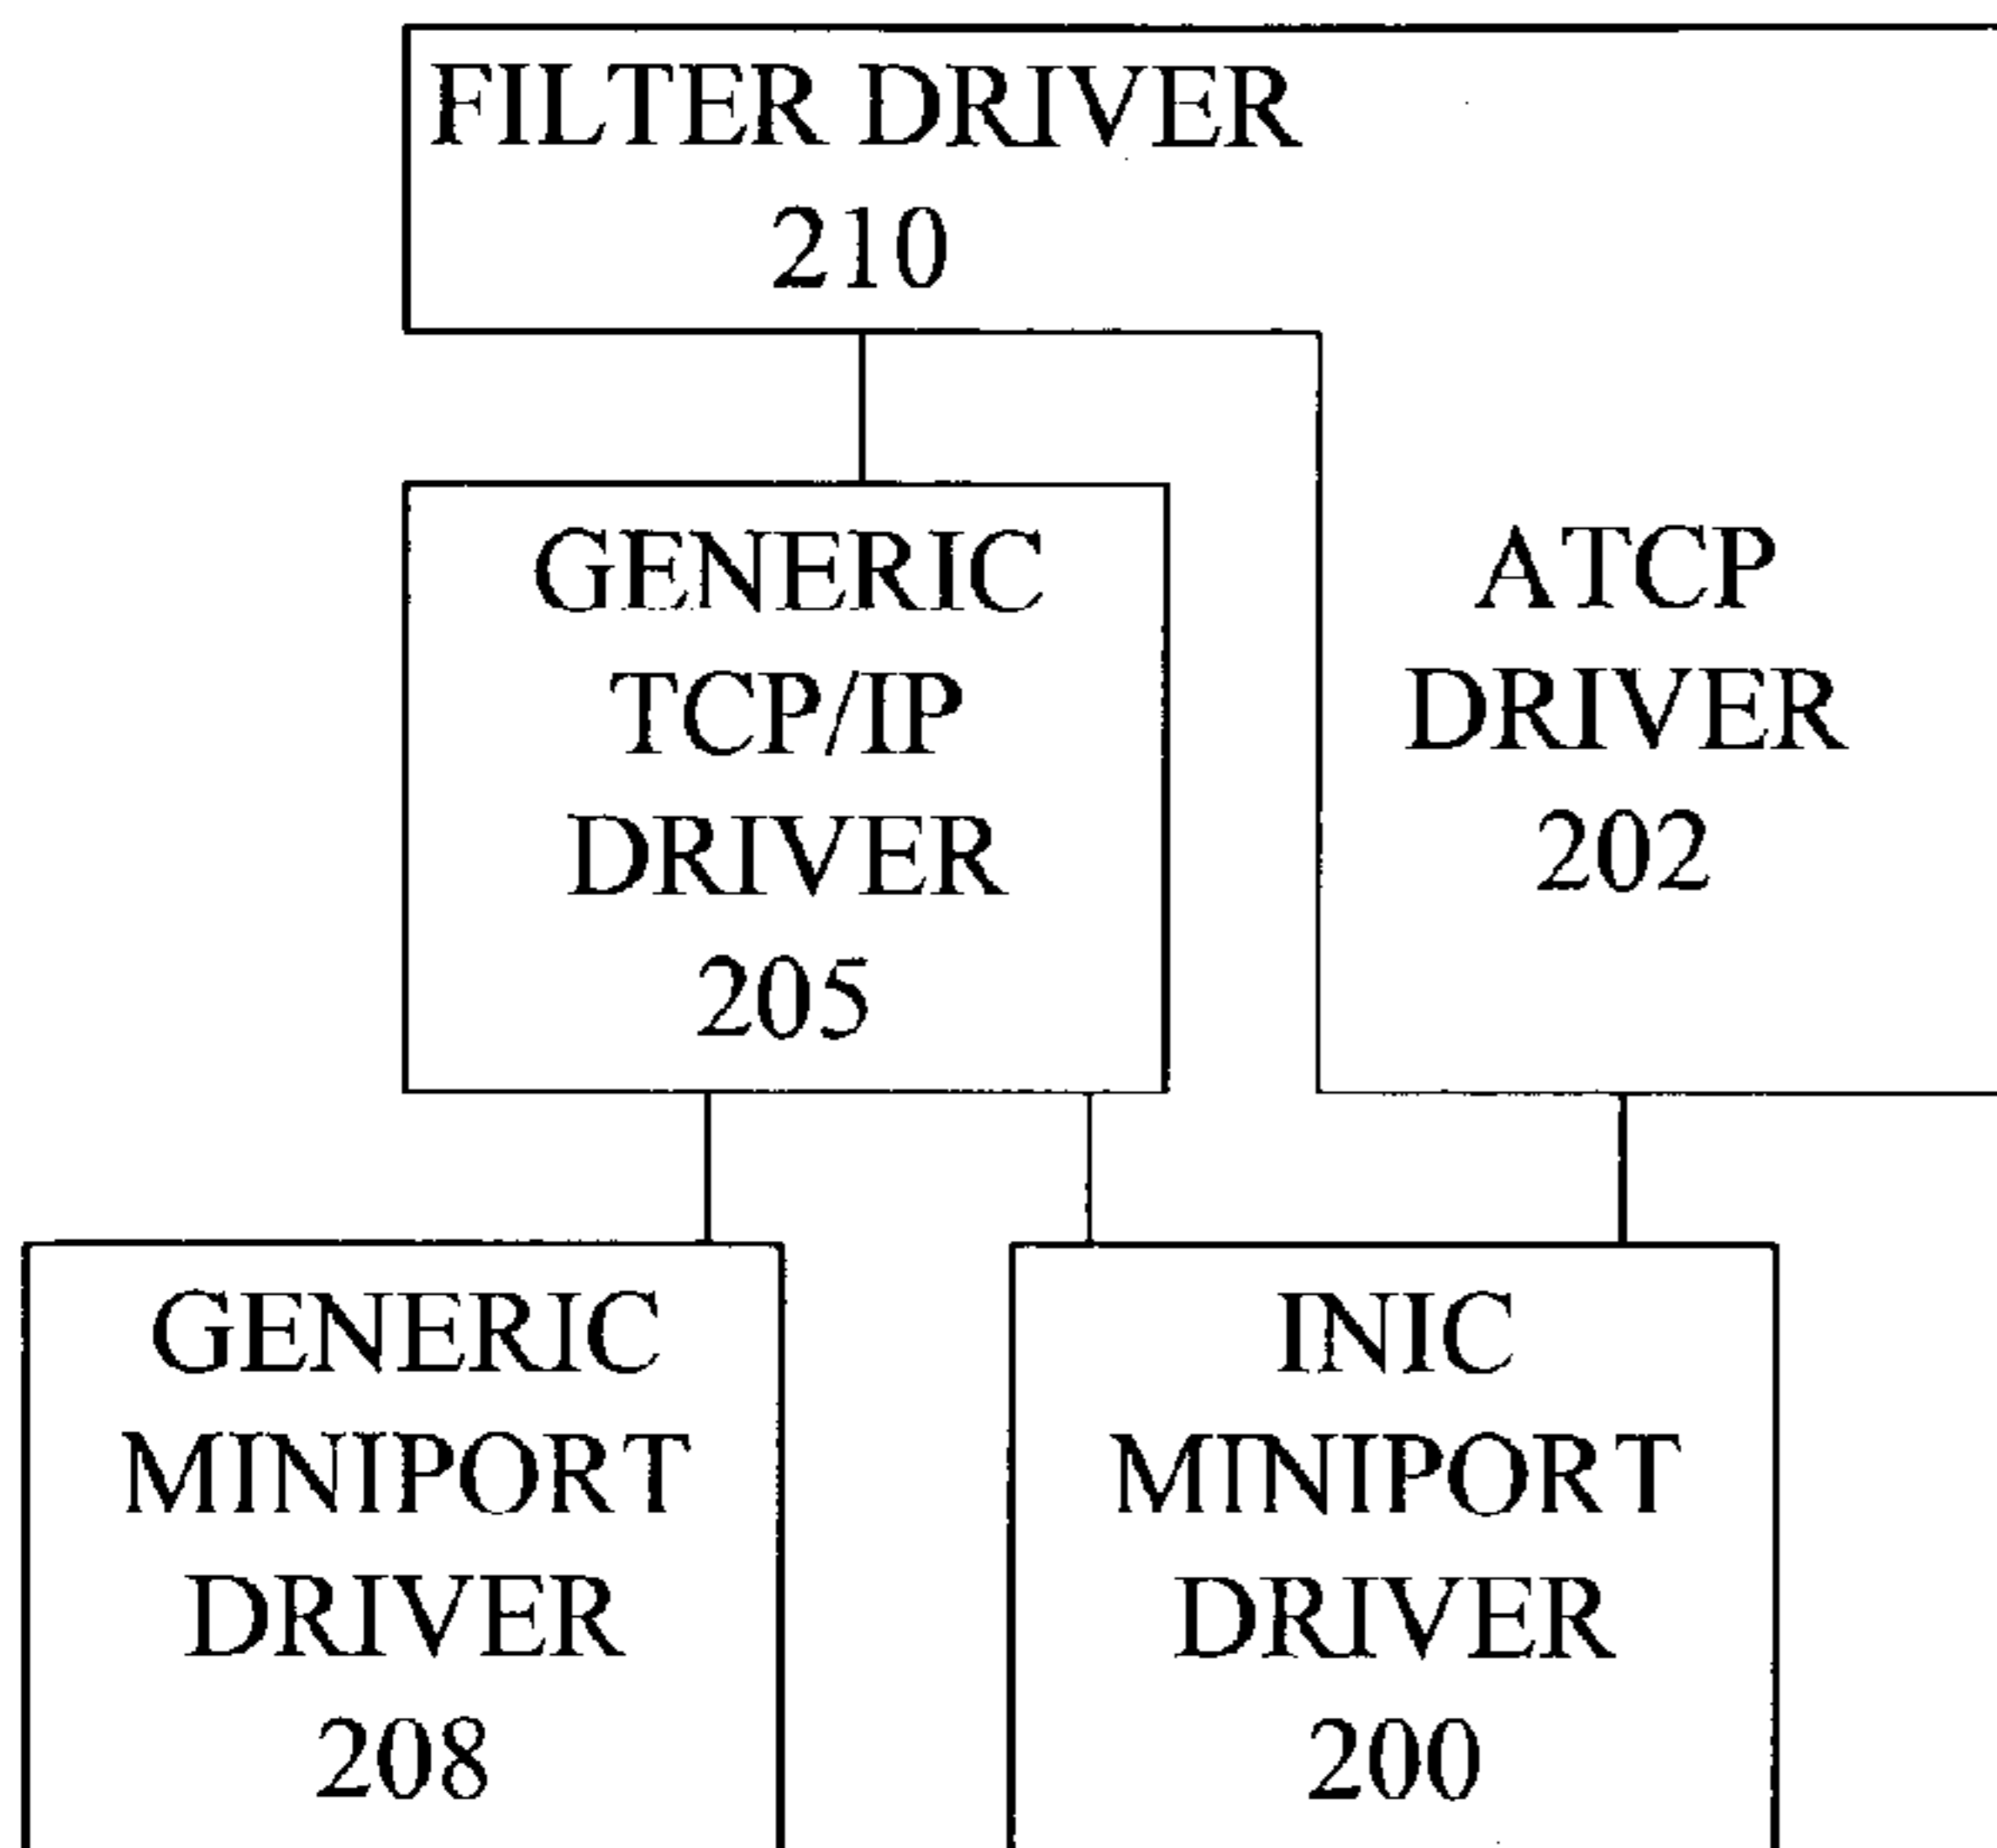 FILTER DRIVER
210
GENERIC
TCP/IP
DRIVER
205
ATCP
DRIVER
202
GENERIC
MINIPORT
DRIVER
208
INIC
MINIPORT
DRIVER
200